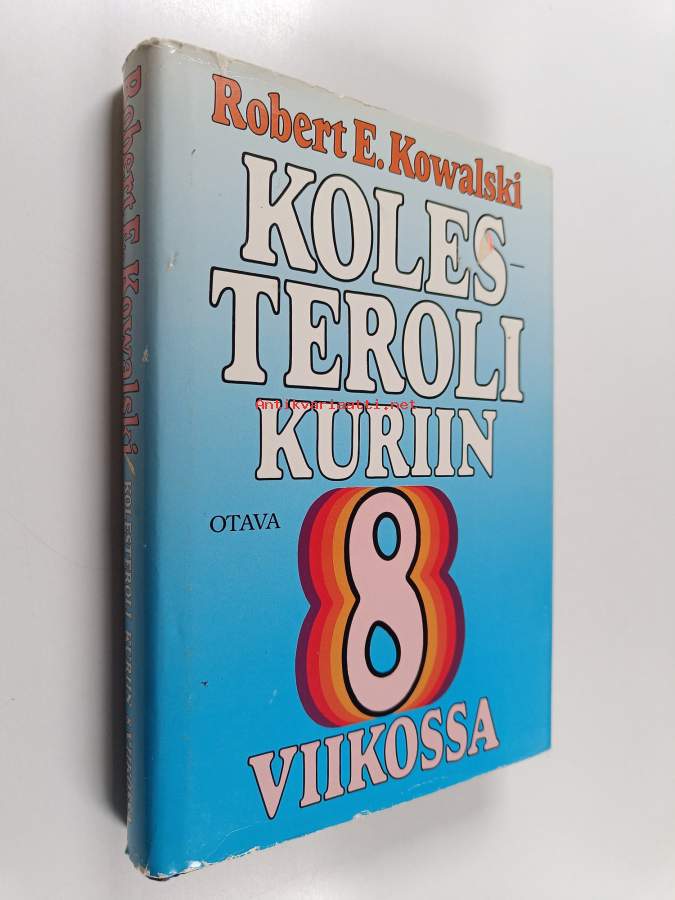 Robert E. Kowalski
KOLES-
TEROLI
Antikvariaatti.net
KURIIN
OTAVA
8
VIIKOSSA
Robert E. Kowalski / KOLESTEROLI KURIIN 8 VIIKOSSA